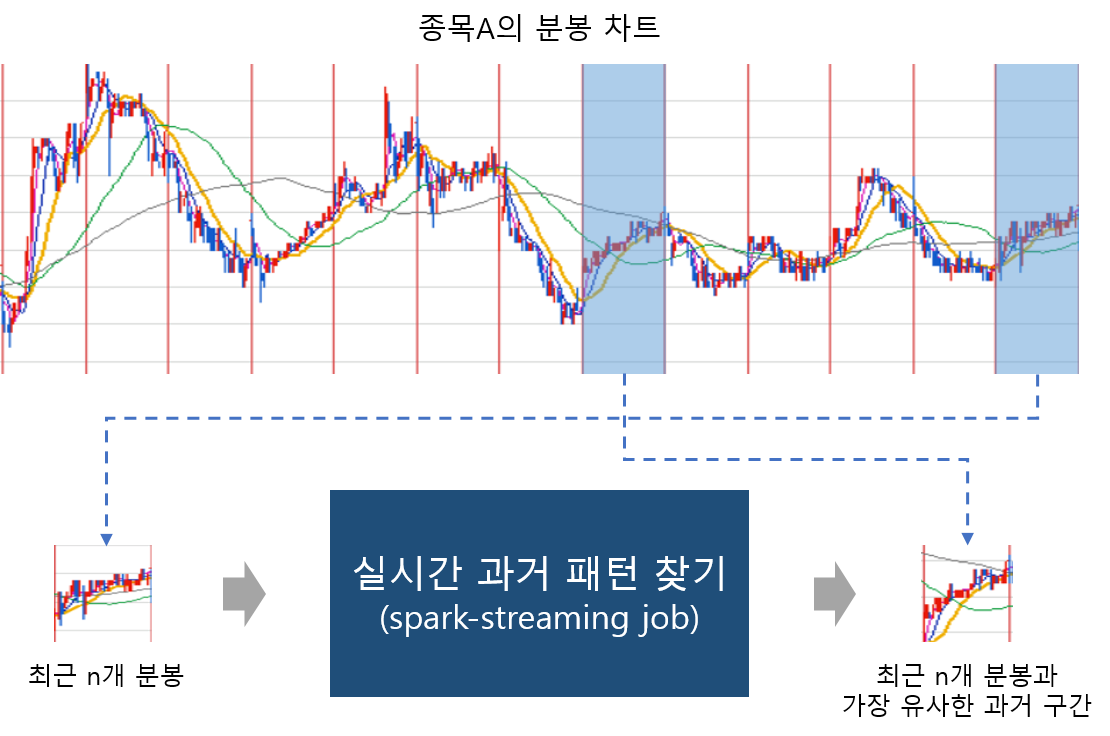 종목A의 분봉 차트
실시간 과거 패턴 찾기
(spark-streaming job)
최근 n개 분봉
최근 n개 분봉과
가장 유사한 과거 구간